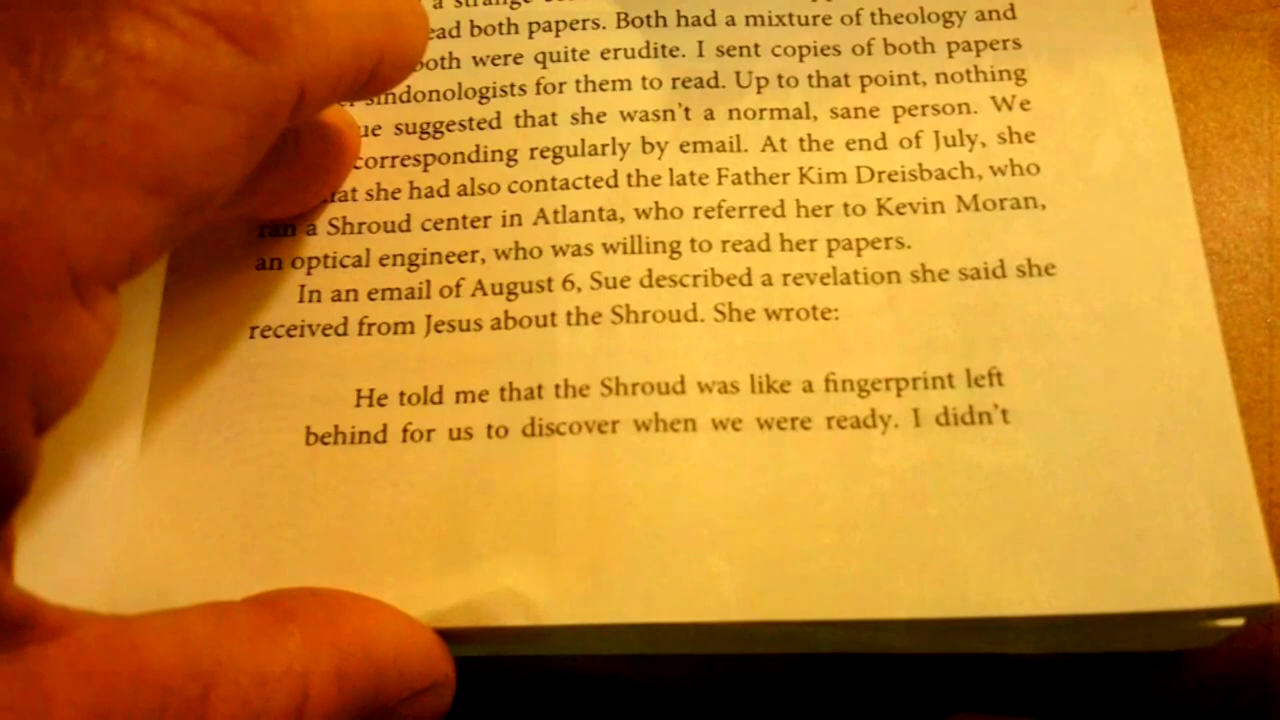 a strange
both papers. Both had a mixture of theology and
were quite erudite. I sent copies of both papers
sindonologists for them to read. Up to that point, nothing
suggested that she wasn't a normal, sane person. We
corresponding regularly by email. At the end of July, she
she had also contacted the late Father Kim Dreisbach, who
ran a Shroud center in Atlanta, who referred her to Kevin Moran,
an optical engineer, who was willing to read her papers.
In an email of August 6, Sue described a revelation she said she
received from Jesus about the Shroud. She wrote:
He told me that the Shroud was like a fingerprint left
behind for us to discover when we were ready. I didn't